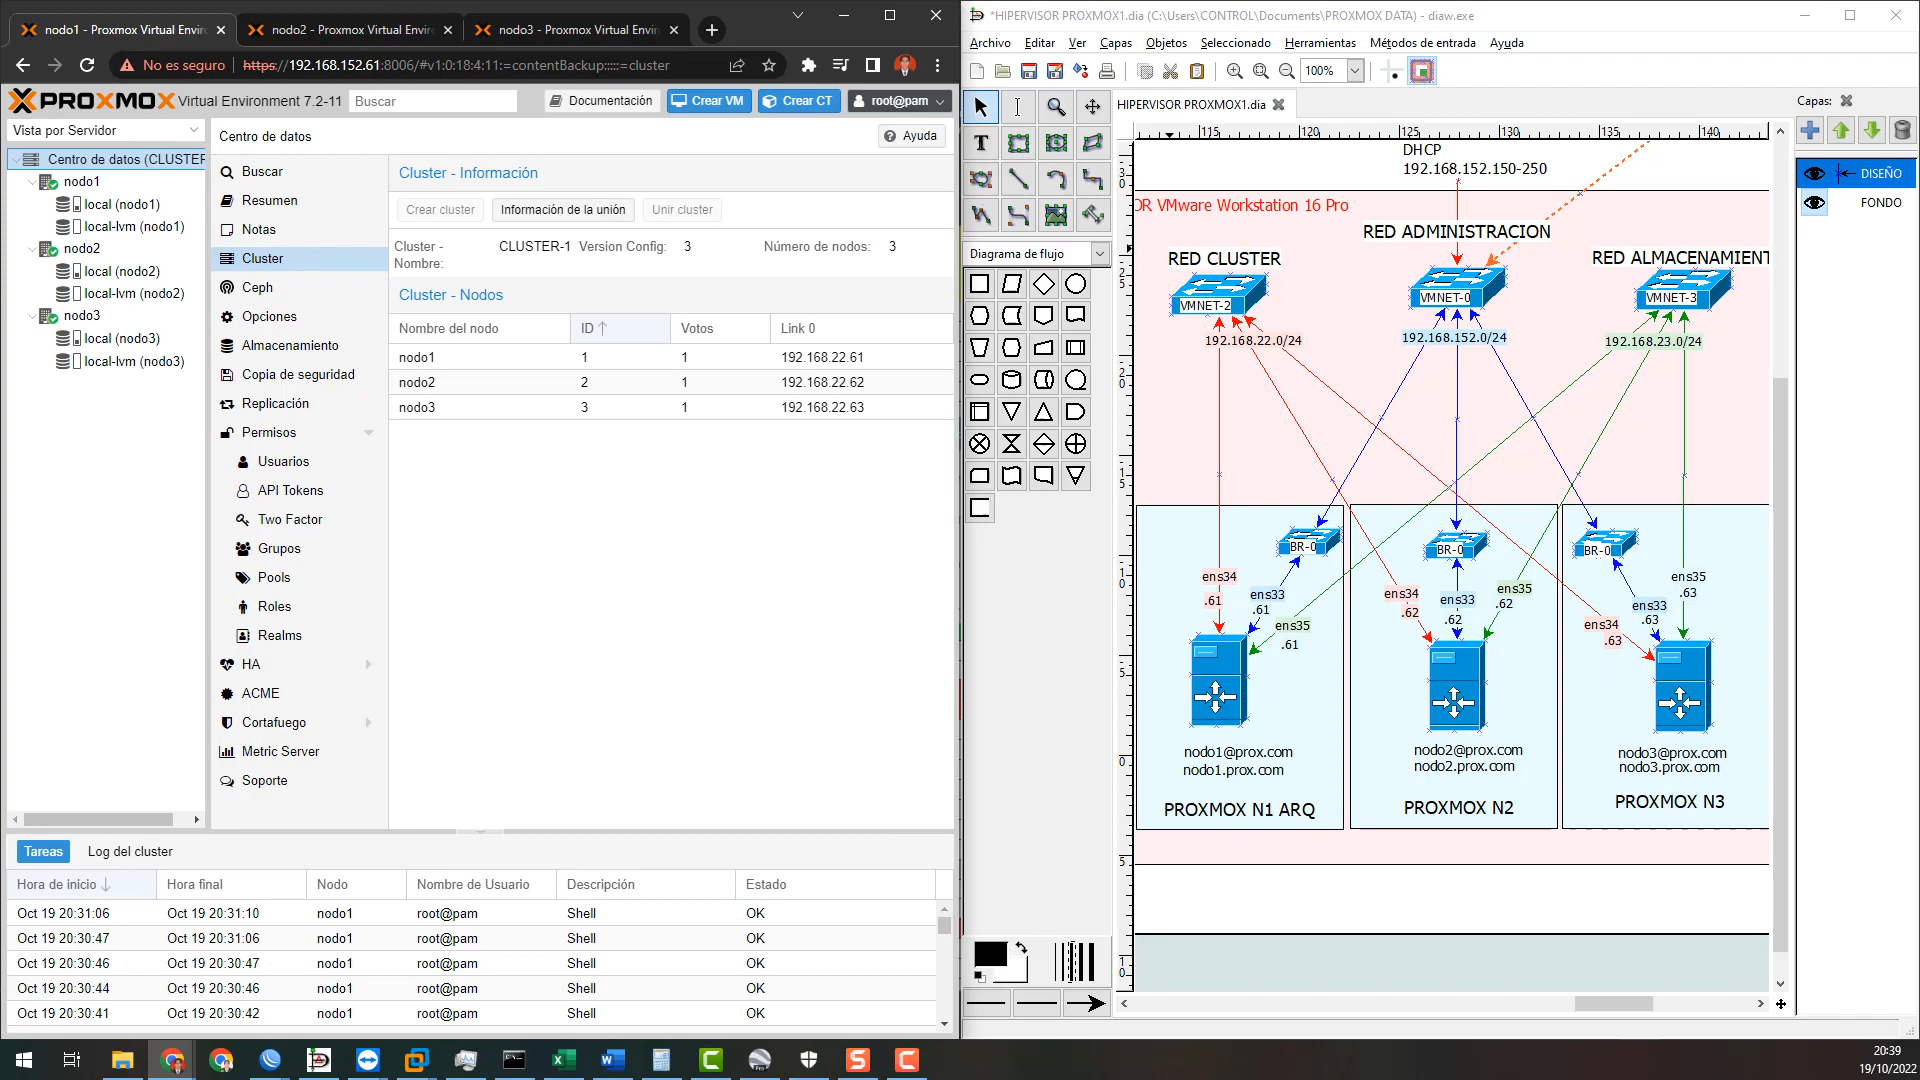 nodo1 - Proxmox Virtual Enviro
nodo2 - Proxmox Virtual Enviro
nodo3 - Proxmox Virtual Enviro
No es seguro
https://192.168.152.61:8006/#v1:0:18:4:11:=contentBackup:::::=cluster
PROXMOX Virtual Environment 7.2-11
Buscar
Documentación
Crear VM
Crear CT
root@pam
Vista por Servidor
Centro de datos (CLUSTER
nodo1
local (nodo1)
local-lvm (nodo1)
nodo2
local (nodo2)
local-lvm (nodo2)
nodo3
local (nodo3)
local-lvm (nodo3)
Centro de datos
Ayuda
Buscar
Resumen
Notas
Cluster
Ceph
Opciones
Almacenamiento
Copia de seguridad
Replicación
Permisos
Usuarios
API Tokens
Two Factor
Grupos
Pools
Roles
Realms
HA
ACME
Cortafuego
Metric Server
Soporte
Cluster - Información
Crear cluster
Información de la unión
Unir cluster
Cluster - Nombre: CLUSTER-1 Version Config: 3 Número de nodos: 3
Cluster - Nodos
Nombre del nodo ID Votos Link 0
nodo1 1 1 192.168.22.61
nodo2 2 1 192.168.22.62
nodo3 3 1 192.168.22.63
Tareas
Log del cluster
Hora de inicio Hora final Nodo Nombre de Usuario Descripción Estado
Oct 19 20:31:06 Oct 19 20:31:10 nodo1 root@pam Shell OK
Oct 19 20:30:47 Oct 19 20:31:06 nodo1 root@pam Shell OK
Oct 19 20:30:46 Oct 19 20:30:47 nodo1 root@pam Shell OK
Oct 19 20:30:44 Oct 19 20:30:46 nodo1 root@pam Shell OK
Oct 19 20:30:41 Oct 19 20:30:42 nodo1 root@pam Shell OK
*HIPERVISOR PROXMOX1.dia (C:\Users\CONTROL\Documents\PROXMOX DATA) - diaw.exe
Archivo Editar Ver Capas Objetos Seleccionado Herramientas Métodos de entrada Ayuda
100%
HIPERVISOR PROXMOX1.dia
Diagrama de flujo
115 120 125 130 135 140
Capas:
DISEÑO
FONDO
DHCP
192.168.152.150-250
OR VMware Workstation 16 Pro
RED ADMINISTRACION
RED CLUSTER
RED ALMACENAMIENT
VMNET-2
VMNET-0
VMNET-3
192.168.22.0/24
192.168.152.0/24
192.168.23.0/24
BR-0
BR-0
BR-0
ens34
.61
ens33
.61
ens35
.61
ens34
.62
ens33
.62
ens35
.62
ens34
.63
ens33
.63
ens35
.63
nodo1@prox.com
nodo1.prox.com
nodo2@prox.com
nodo2.prox.com
nodo3@prox.com
nodo3.prox.com
PROXMOX N1 ARQ
PROXMOX N2
PROXMOX N3
20:39
19/10/2022